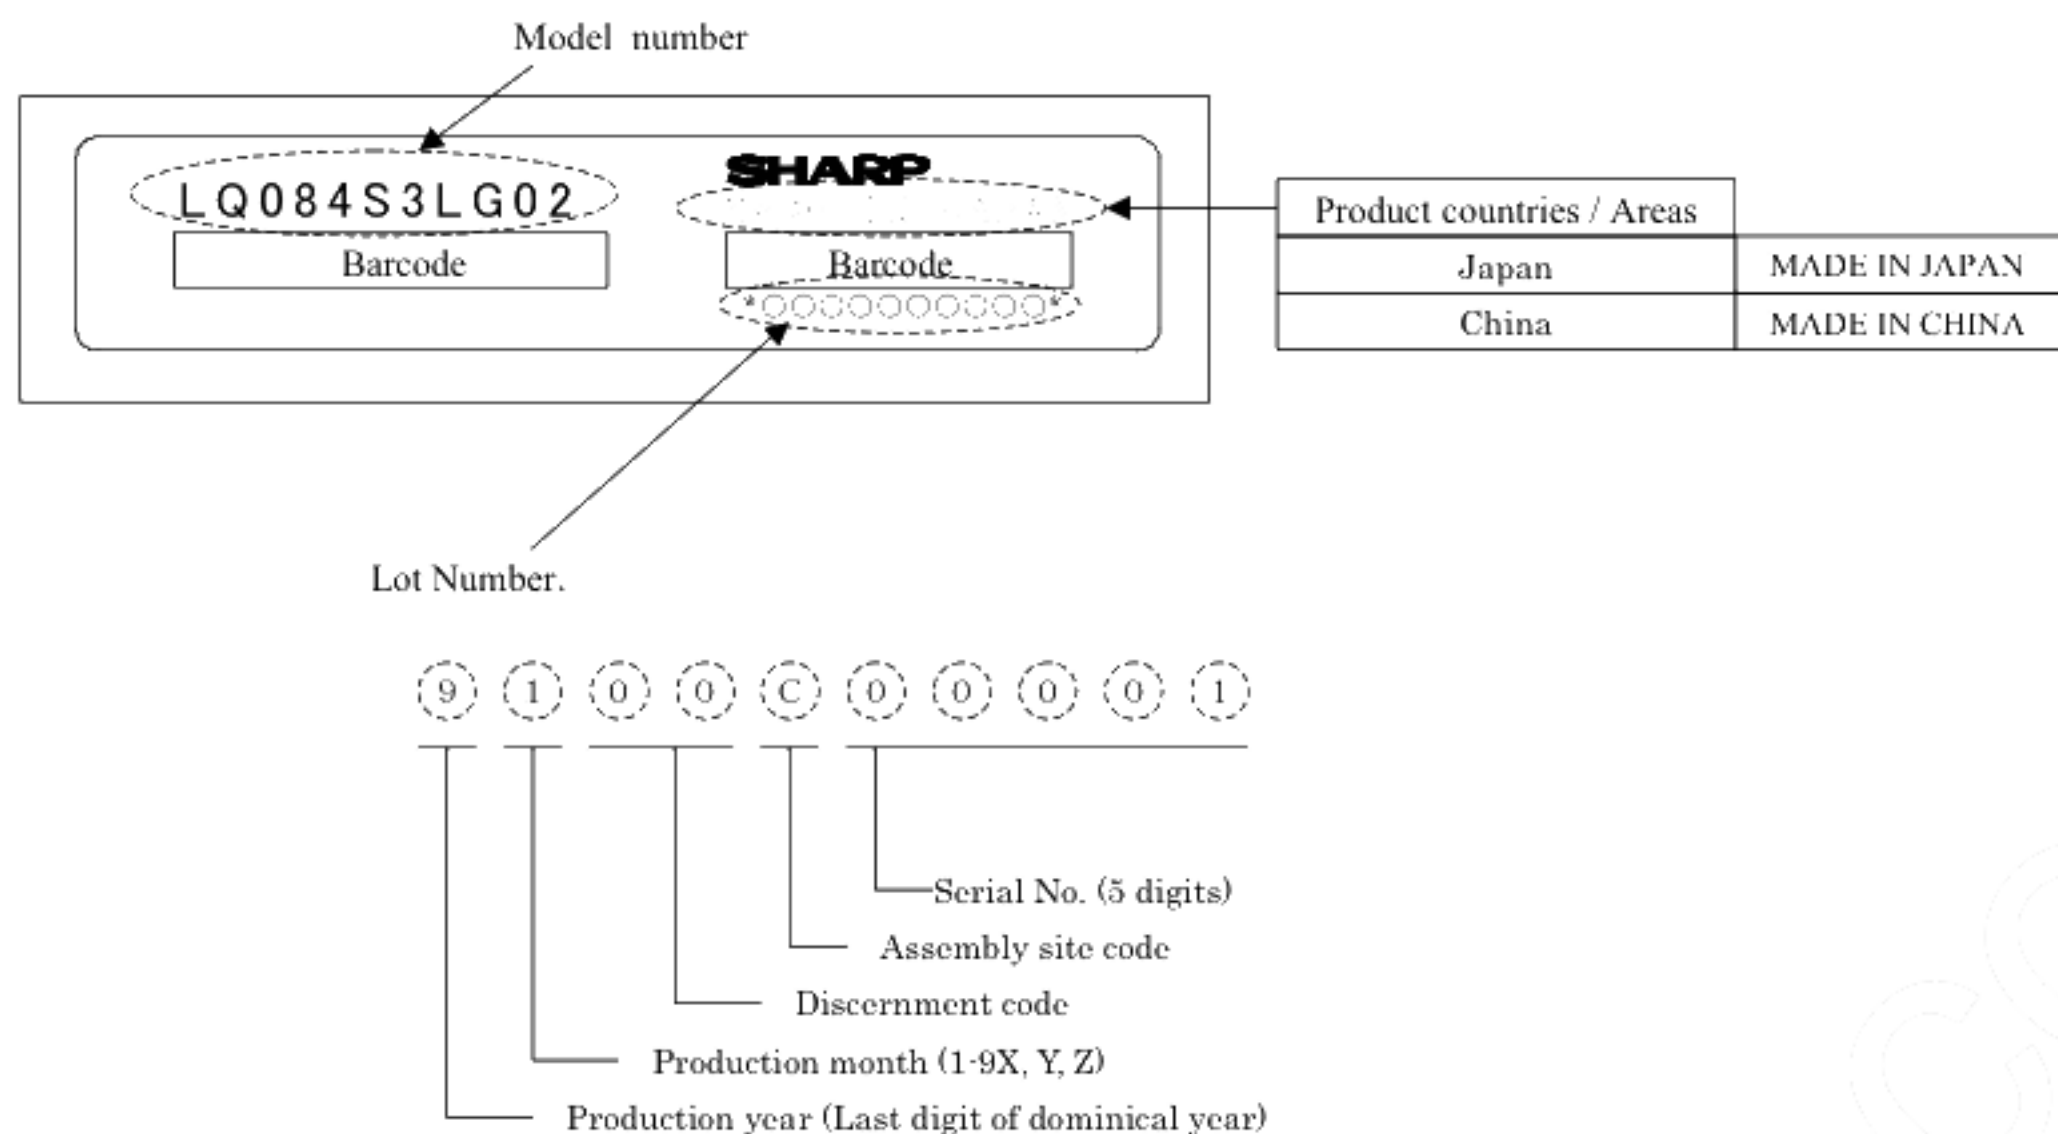 Model number
LQ084S3LG02
SHARP
Barcode
Barcode
*○○○○○○○○○○*
Product countries / Areas
Japan MADE IN JAPAN
China MADE IN CHINA
Lot Number.
9 1 0 0 C 0 0 0 0 1
Serial No. (5 digits)
Assembly site code
Discernment code
Production month (1-9X, Y, Z)
Production year (Last digit of dominical year)